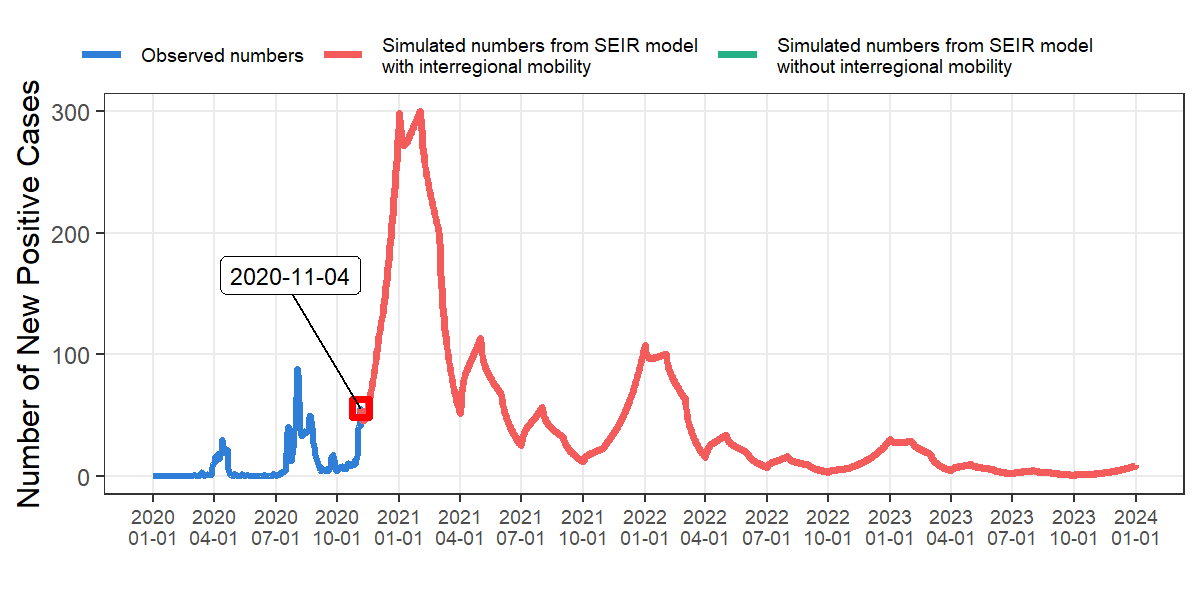 Observed numbers
Simulated numbers from SEIR model
with interregional mobility
Simulated numbers from SEIR model
without interregional mobility
Number of New Positive Cases
300
200
100
0
2020-11-04
2020 2020 2020 2020 2021 2021 2021 2021 2022 2022 2022 2022 2023 2023 2023 2023 2024
01-01 04-01 07-01 10-01 01-01 04-01 07-01 10-01 01-01 04-01 07-01 10-01 01-01 04-01 07-01 10-01 01-01